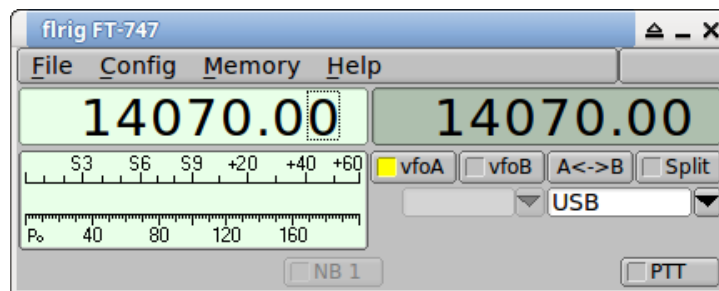 flrig FT-747
File Config Memory Help
14070.00 14070.00
S3 S6 S9 +20 +40 +60
vfoA vfoB A<->B Split
USB
Po 40 80 120 160
NB 1 PTT